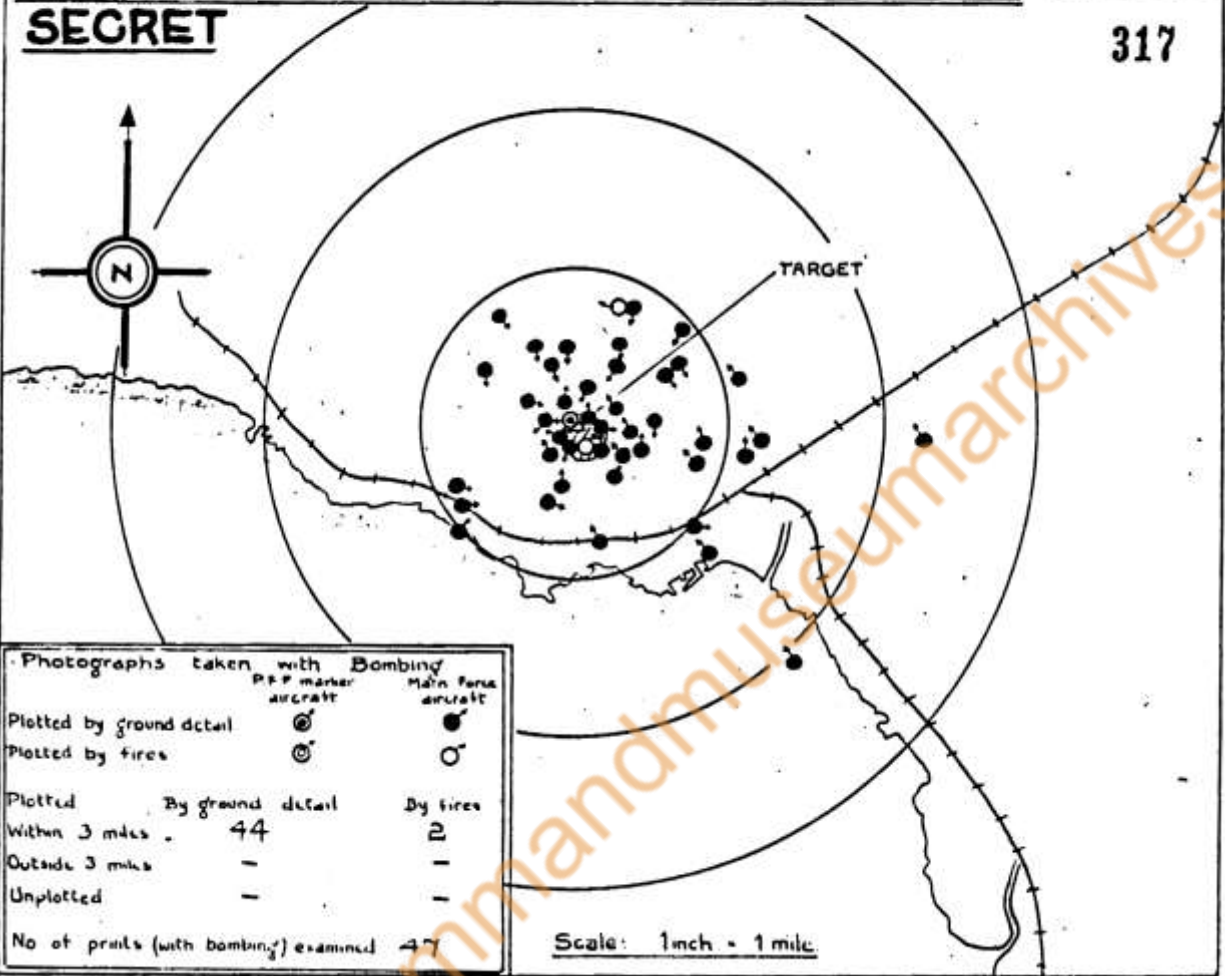 SECRET
317
N
TARGET
Photographs taken with Bombing
P.F.F marker aircraft
Main Force aircraft
Plotted by ground detail
Plotted by fires
Plotted By ground detail By fires
Within 3 miles . 44 2
Outside 3 miles - -
Unplotted - -
No of prints (with bombing) examined 47
Scale: 1 inch = 1 mile
mmandmuseumarchives